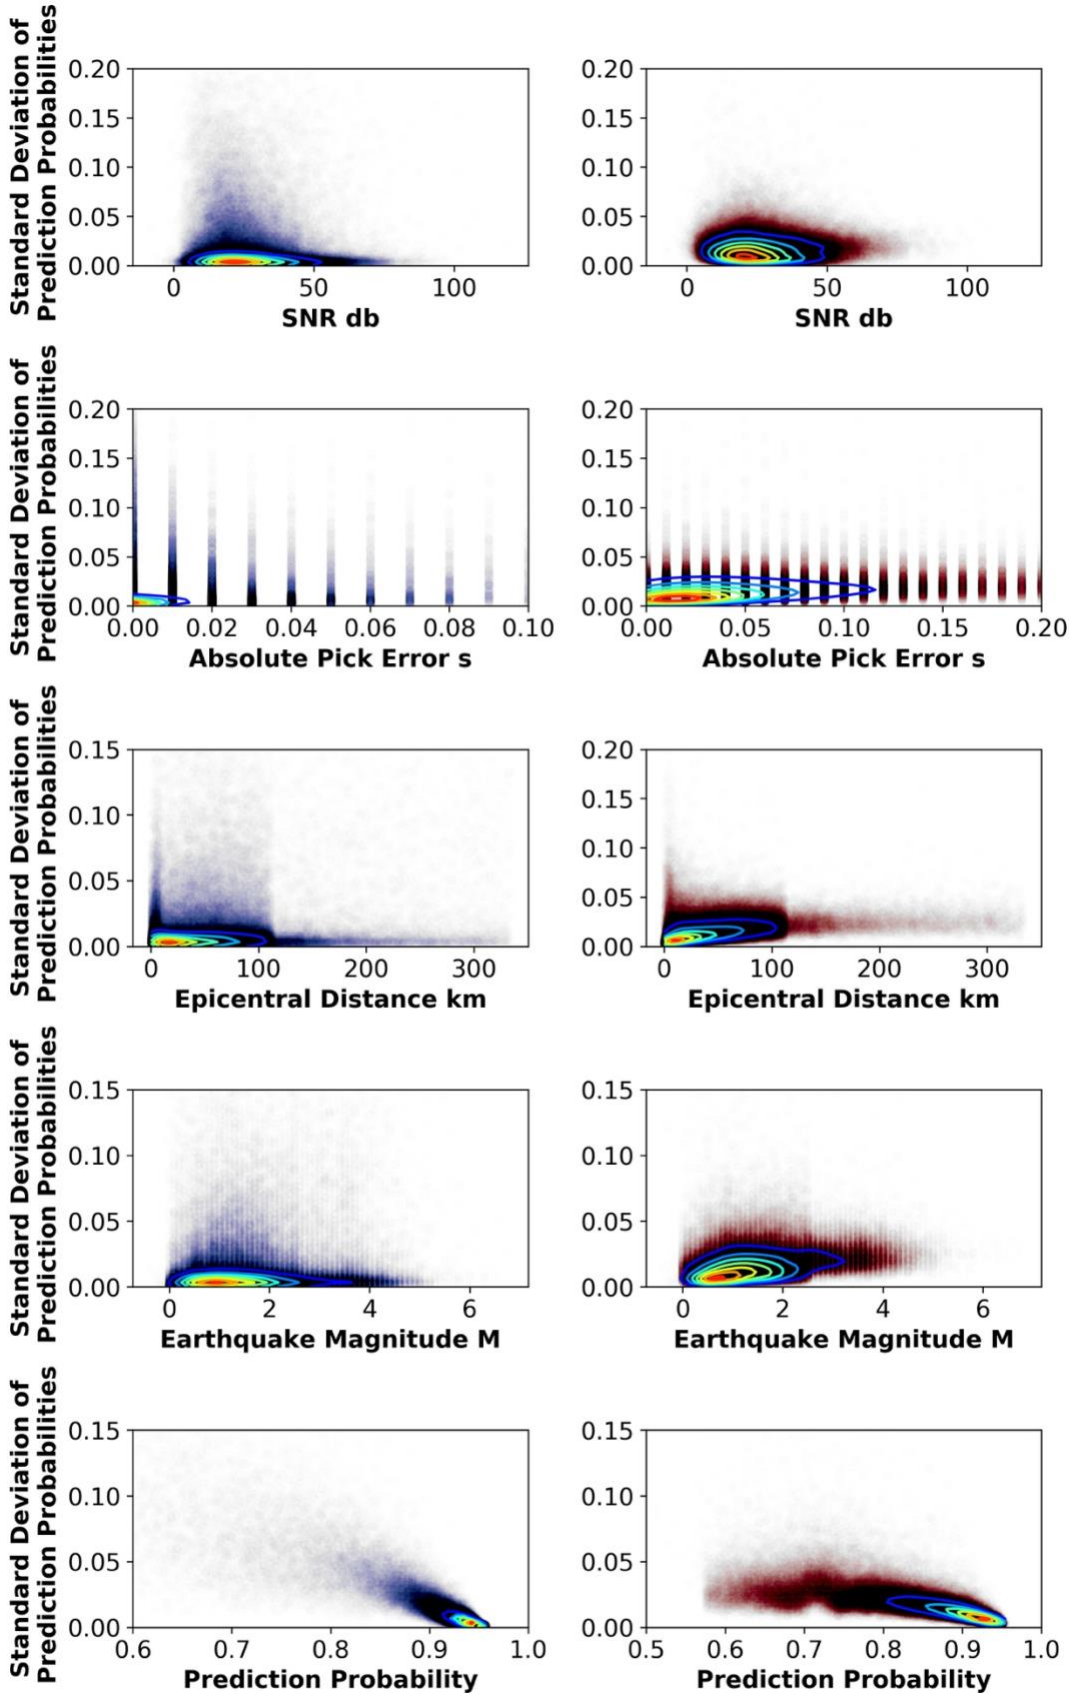 Standard Deviation of
Prediction Probabilities
0.20
0.15
0.10
0.05
0.00
0 50 100
SNR db
0.20
0.15
0.10
0.05
0.00
0 50 100
SNR db
Standard Deviation of
Prediction Probabilities
0.20
0.15
0.10
0.05
0.00
0.00 0.02 0.04 0.06 0.08 0.10
Absolute Pick Error s
0.20
0.15
0.10
0.05
0.00
0.00 0.05 0.10 0.15 0.20
Absolute Pick Error s
Standard Deviation of
Prediction Probabilities
0.15
0.10
0.05
0.00
0 100 200 300
Epicentral Distance km
0.20
0.15
0.10
0.05
0.00
0 100 200 300
Epicentral Distance km
Standard Deviation of
Prediction Probabilities
0.15
0.10
0.05
0.00
0 2 4 6
Earthquake Magnitude M
0.15
0.10
0.05
0.00
0 2 4 6
Earthquake Magnitude M
Standard Deviation of
Prediction Probabilities
0.15
0.10
0.05
0.00
0.6 0.7 0.8 0.9 1.0
Prediction Probability
0.15
0.10
0.05
0.00
0.5 0.6 0.7 0.8 0.9 1.0
Prediction Probability